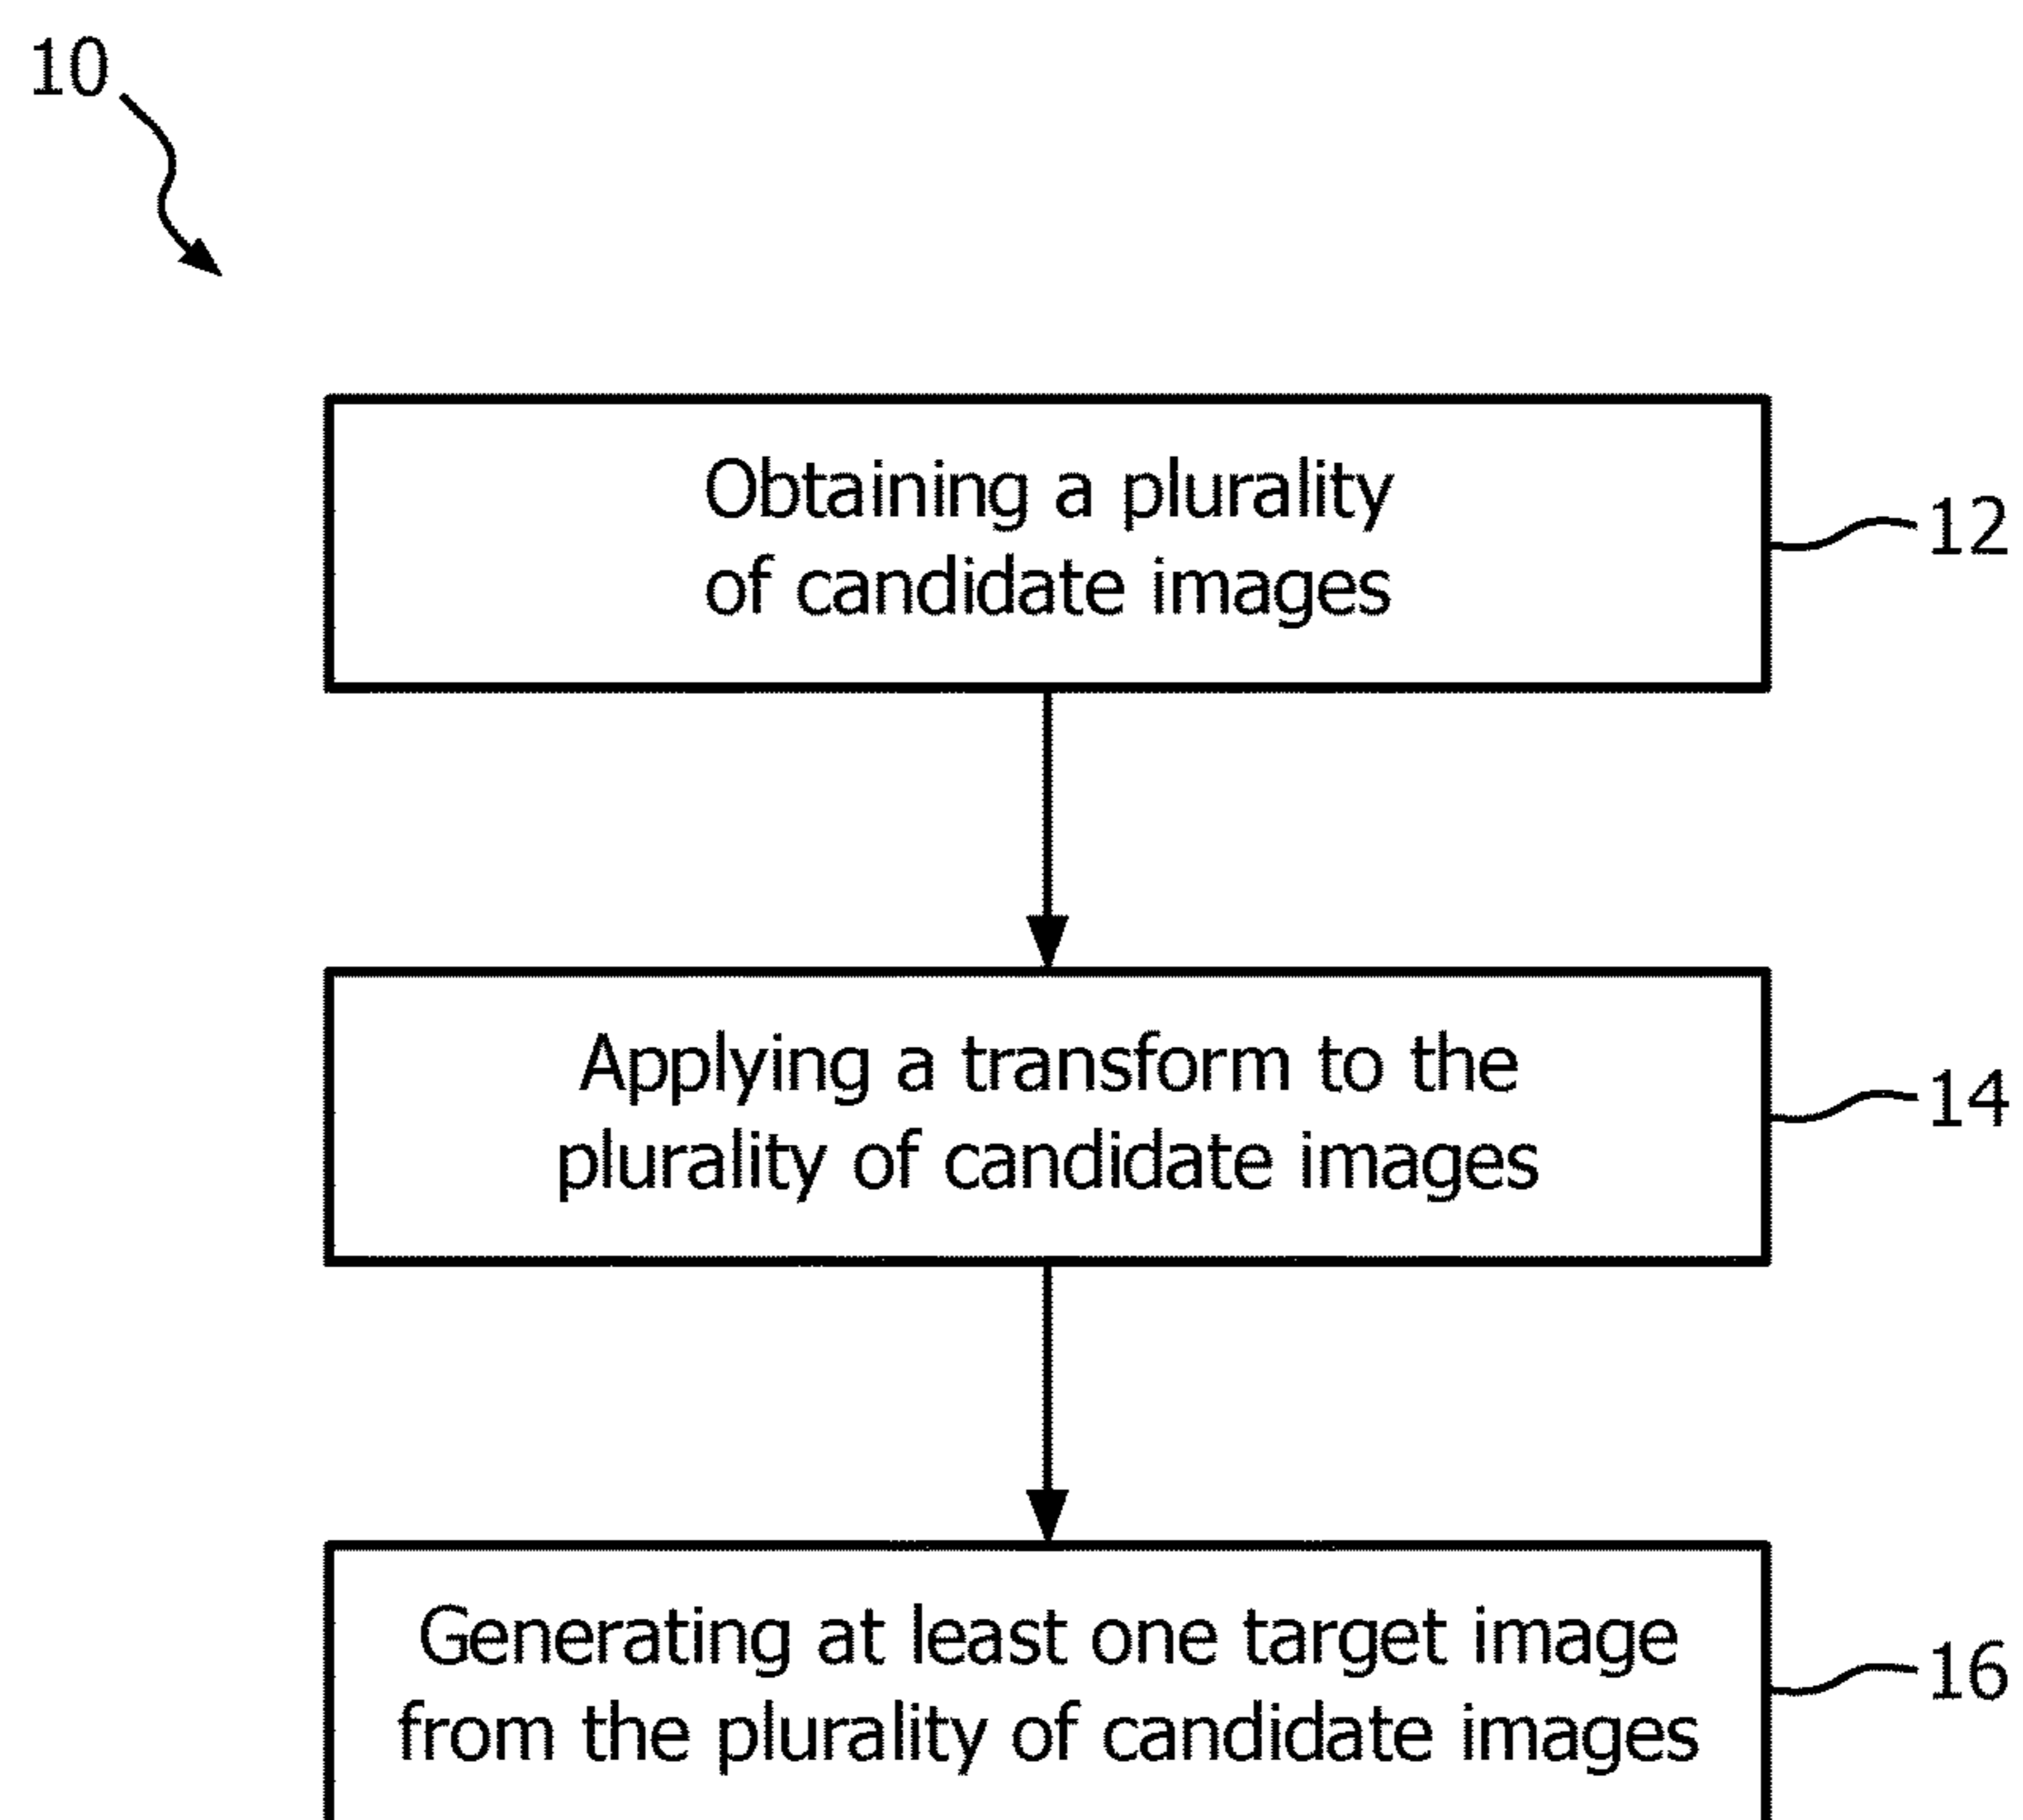 10
Obtaining a plurality
of candidate images
12
Applying a transform to the
plurality of candidate images
14
Generating at least one target image
from the plurality of candidate images
16